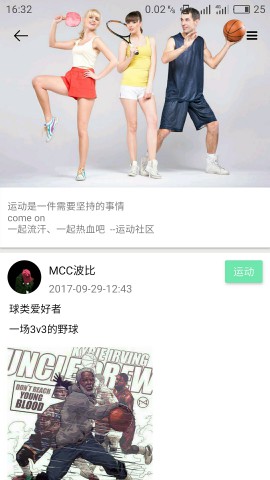 16:32
0.02
25
运动是一件需要坚持的事情
come on
一起流汗、一起热血吧 --运动社区
MCC波比
运动
2017-09-29-12:43
球类爱好者
一场3v3的野球
KYRIE IRVING
UNCLE DREW
DON'T REACH
YOUNG
BLOOD